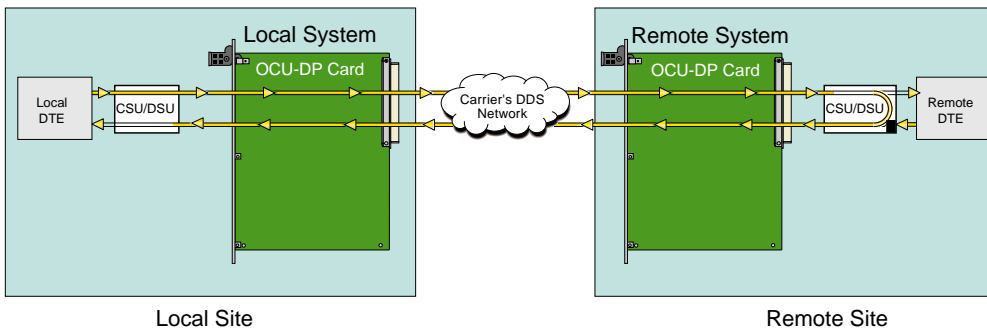 Local System
Remote System
OCU-DP Card
OCU-DP Card
Local
DTE
CSU/DSU
Carrier's DDS
Network
CSU/DSU
Remote
DTE
Local Site
Remote Site